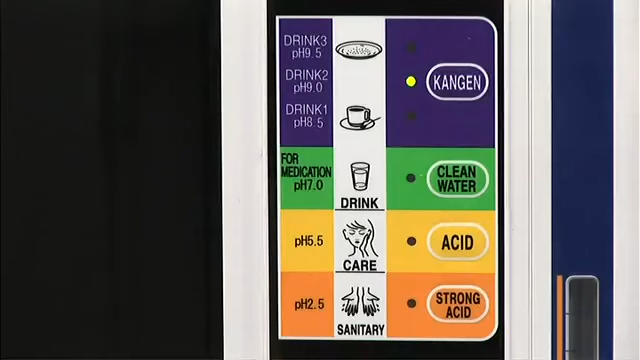 DRINK3
pH9.5
DRINK2
pH9.0
DRINK1
pH8.5
KANGEN
FOR
MEDICATION
pH7.0
DRINK
CLEAN
WATER
pH5.5
CARE
ACID
pH2.5
SANITARY
STRONG
ACID